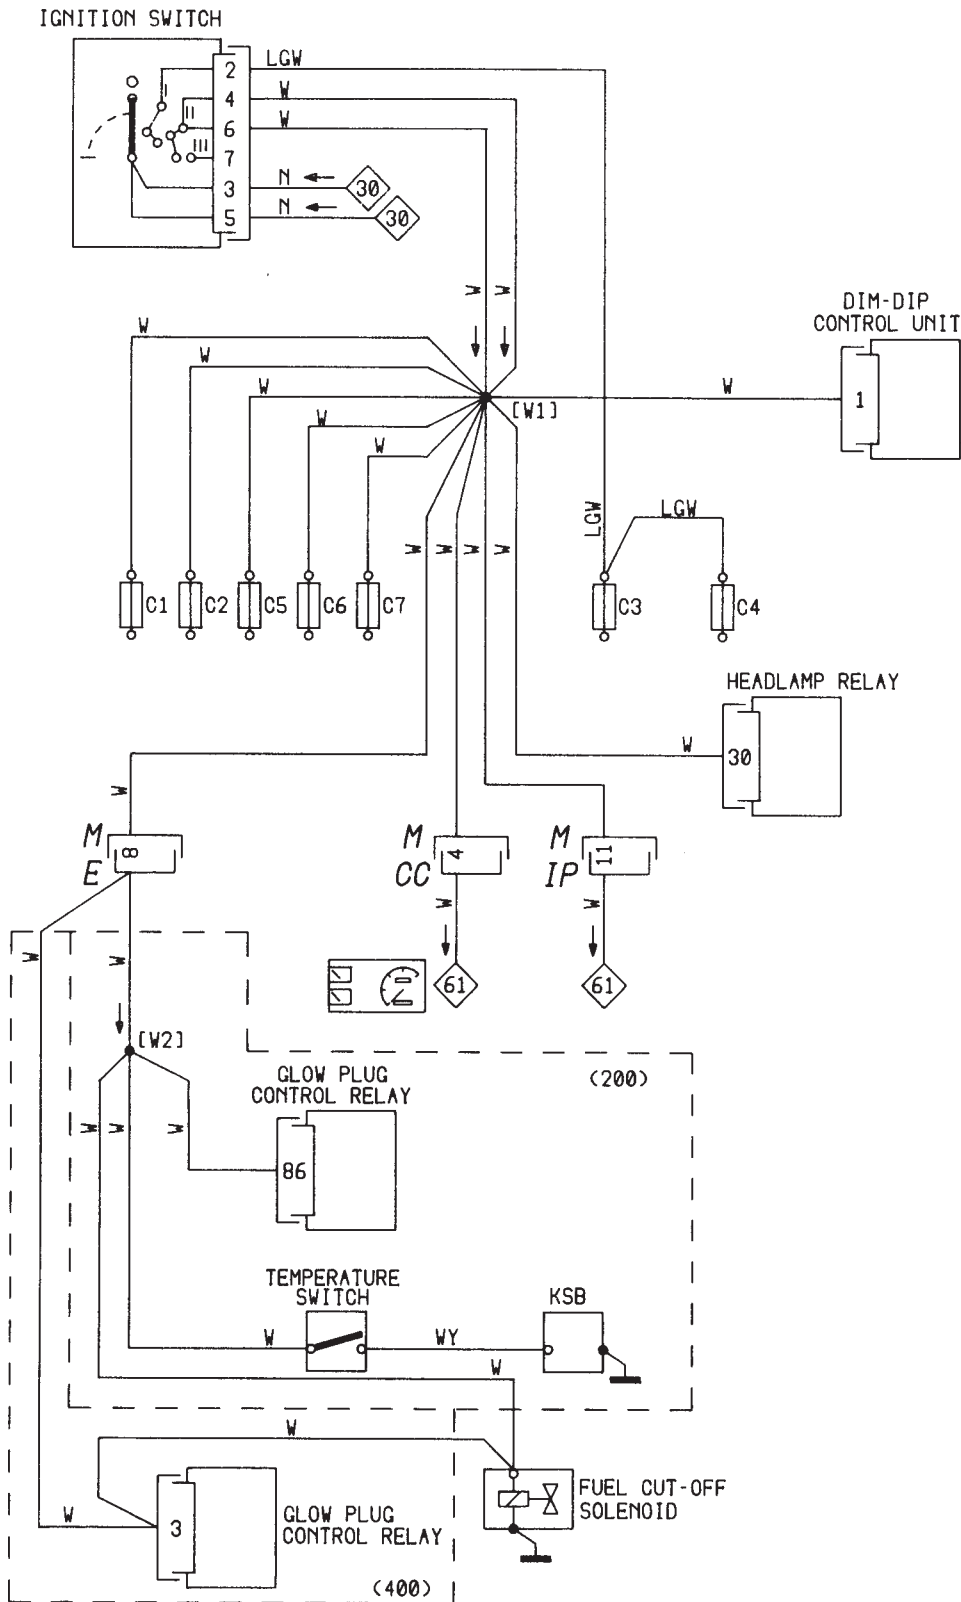 IGNITION SWITCH
2
LGW
I
4
W
II
6
W
III
7
3
N
30
5
N
30
W
W
DIM-DIP
CONTROL UNIT
W
W
W
W
1
[W1]
W
W
LGW
LGW
W
W
W
W
C1
C2
C5
C6
C7
C3
C4
HEADLAMP RELAY
W
30
W
M
E
8
M
CC
4
M
IP
11
W
W
W
W
61
61
[W2]
GLOW PLUG
CONTROL RELAY
(200)
W
W
W
86
TEMPERATURE
SWITCH
KSB
W
WY
W
W
FUEL CUT-OFF
SOLENOID
W
3
GLOW PLUG
CONTROL RELAY
(400)